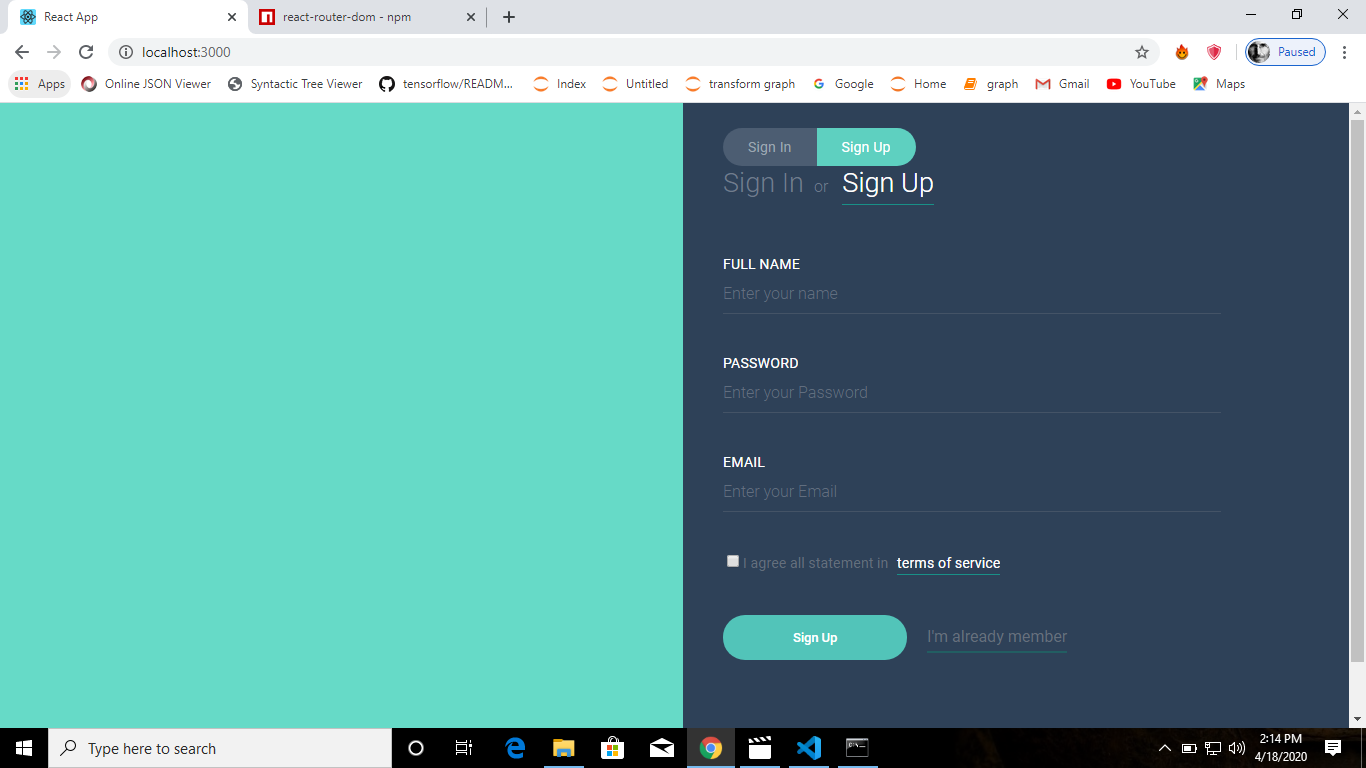 React App
react-router-dom - npm
localhost:3000
Paused
Apps
Online JSON Viewer
Syntactic Tree Viewer
tensorflow/READM...
Index
Untitled
transform graph
Google
Home
graph
Gmail
YouTube
Maps
Sign In
Sign Up
Sign In or Sign Up
FULL NAME
Enter your name
PASSWORD
Enter your Password
EMAIL
Enter your Email
I agree all statement in terms of service
Sign Up
I'm already member
Type here to search
2:14 PM
4/18/2020